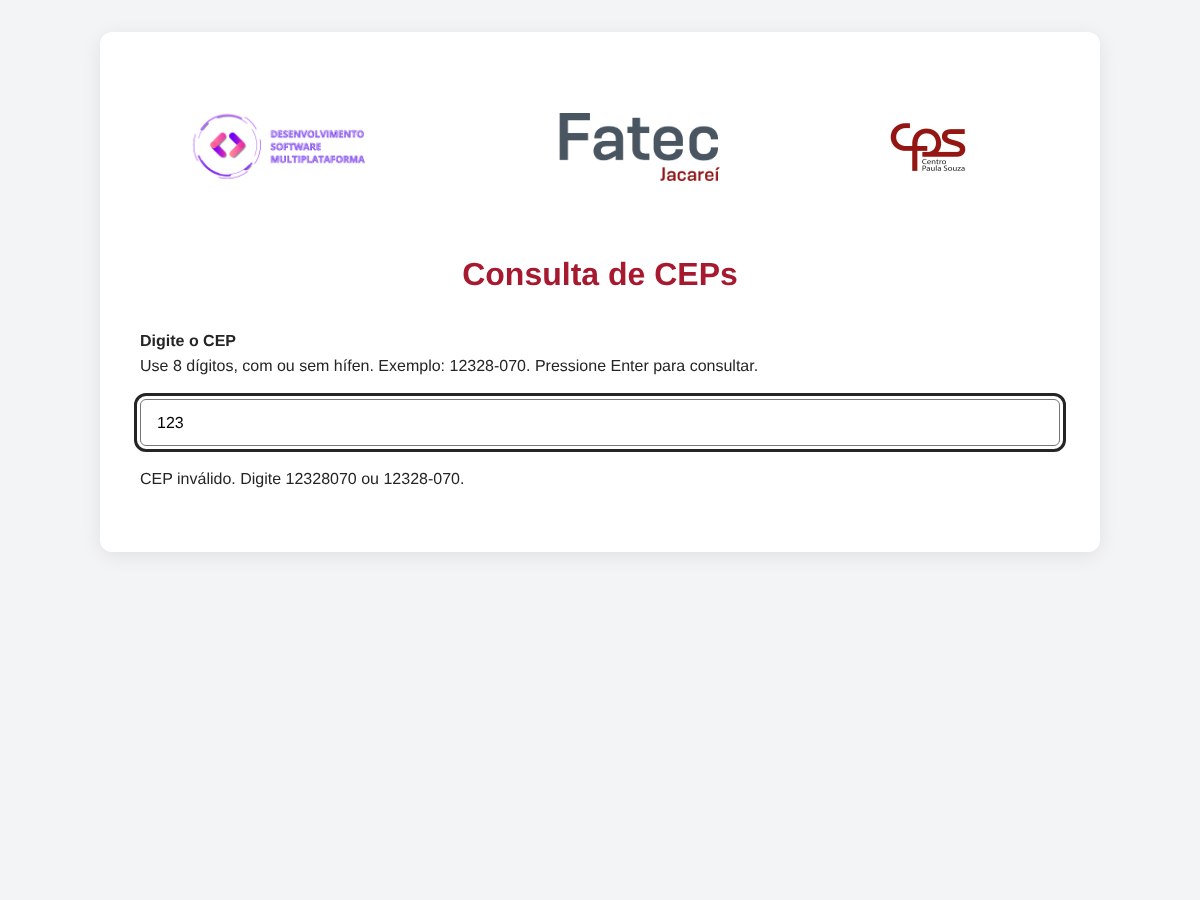 DESENVOLVIMENTO
SOFTWARE
MULTIPLATAFORMA
Fatec
Jacareí
cps
Centro
Paula Souza
Consulta de CEPs
Digite o CEP
Use 8 dígitos, com ou sem hífen. Exemplo: 12328-070. Pressione Enter para consultar.
123
CEP inválido. Digite 12328070 ou 12328-070.